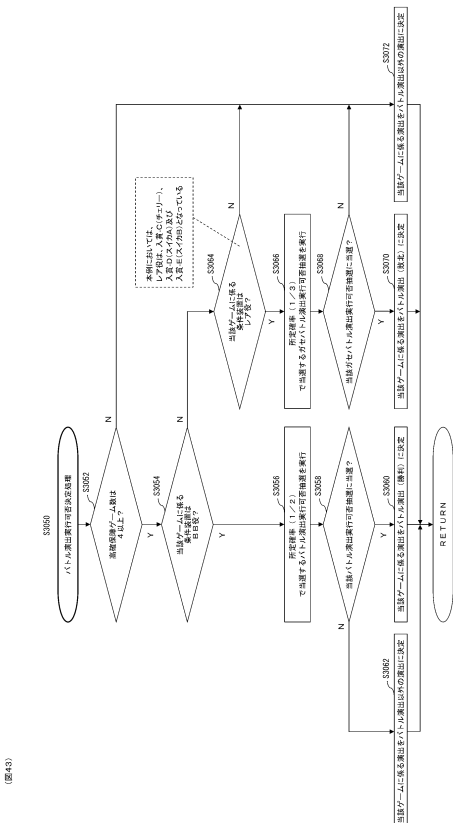 (図43)
S3050
バトル演出実行可否決定処理
S3052
高確保障ゲーム数は
4以上?
N
Y
S3054
当該ゲームに係る
条件装置は
BB役?
N
Y
本例においては、
レア役は、入賞-C(チェリー)、
入賞-D(スイカA)及び
入賞-E(スイカB)となっている
S3064
当該ゲームに係る
条件装置は
レア役?
N
Y
S3056
所定確率(1/2)
で当選するバトル演出実行可否抽選を実行
S3066
所定確率(1/3)
で当選するガセバトル演出実行可否抽選を実行
S3058
当該バトル演出実行可否抽選に当選?
N
Y
S3068
当該ガセバトル演出実行可否抽選に当選?
N
Y
S3062
当該ゲームに係る演出をバトル演出以外の演出に決定
S3060
当該ゲームに係る演出をバトル演出(勝利)に決定
S3070
当該ゲームに係る演出をバトル演出(敗北)に決定
S3072
当該ゲームに係る演出をバトル演出以外の演出に決定
RETURN